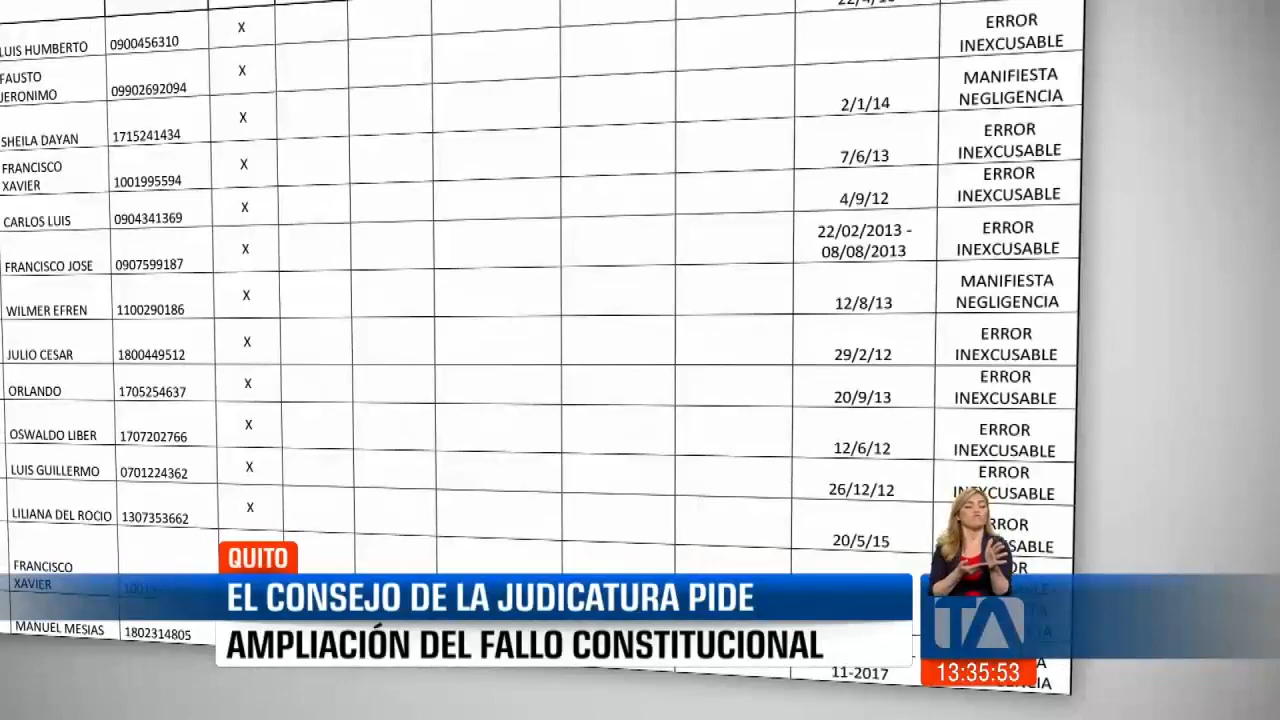 22/4/10
LUIS HUMBERTO 0900456310 X ERROR
INEXCUSABLE
FAUSTO
JERONIMO 09902692094 X 2/1/14 MANIFIESTA
NEGLIGENCIA
SHEILA DAYAN 1715241434 X 7/6/13 ERROR
INEXCUSABLE
FRANCISCO
XAVIER 1001995594 X 4/9/12 ERROR
INEXCUSABLE
CARLOS LUIS 0904341369 X 22/02/2013 -
08/08/2013 ERROR
INEXCUSABLE
FRANCISCO JOSE 0907599187 X 12/8/13 MANIFIESTA
NEGLIGENCIA
WILMER EFREN 1100290186 X 29/2/12 ERROR
INEXCUSABLE
JULIO CESAR 1800449512 X 20/9/13 ERROR
INEXCUSABLE
ORLANDO 1705254637 X 12/6/12 ERROR
INEXCUSABLE
OSWALDO LIBER 1707202766 X 26/12/12 ERROR
INEXCUSABLE
LUIS GUILLERMO 0701224362 X 20/5/15
LILIANA DEL ROCIO 1307353662 X
FRANCISCO
XAVIER
MANUEL MESIAS 1802314805
11-2017
QUITO
EL CONSEJO DE LA JUDICATURA PIDE
AMPLIACIÓN DEL FALLO CONSTITUCIONAL
TA
13:35:53